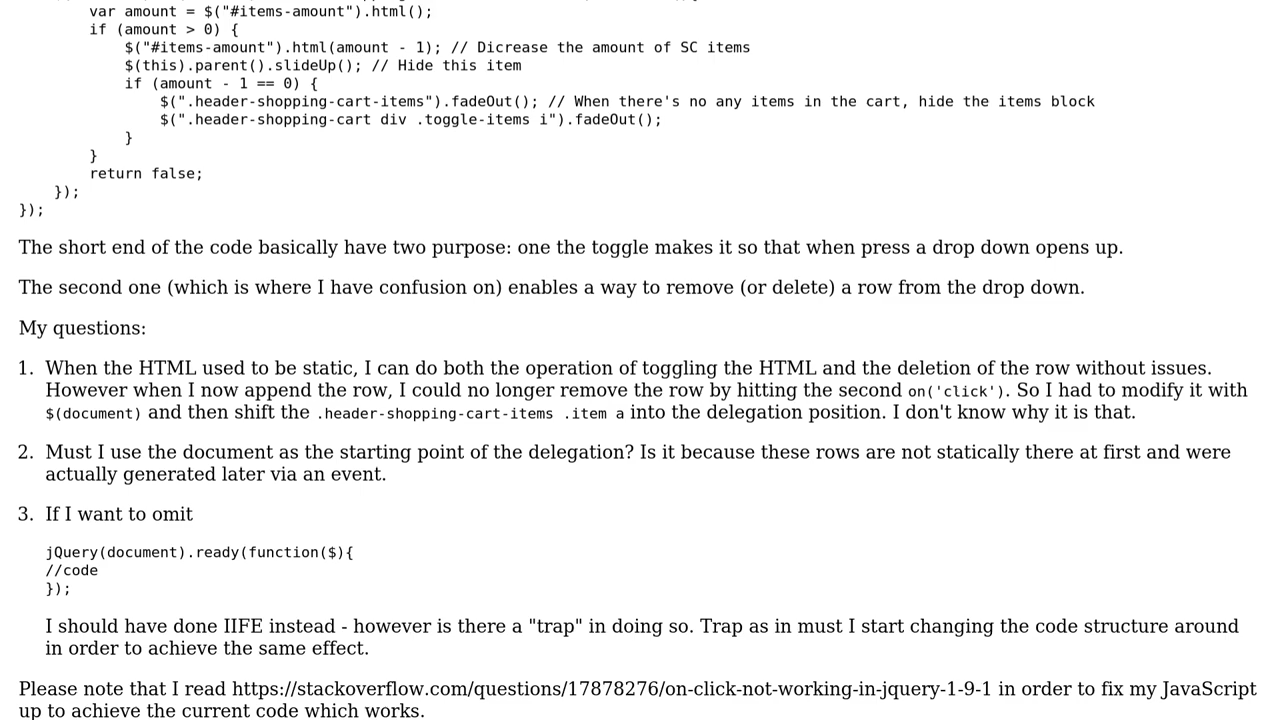 var amount = $("#items-amount").html();
if (amount > 0) {
$("#items-amount").html(amount - 1); // Dicrease the amount of SC items
$(this).parent().slideUp(); // Hide this item
if (amount - 1 == 0) {
$(".header-shopping-cart-items").fadeOut(); // When there's no any items in the cart, hide the items block
$(".header-shopping-cart div .toggle-items i").fadeOut();
}
}
return false;
});
});
The short end of the code basically have two purpose: one the toggle makes it so that when press a drop down opens up.
The second one (which is where I have confusion on) enables a way to remove (or delete) a row from the drop down.
My questions:
1. When the HTML used to be static, I can do both the operation of toggling the HTML and the deletion of the row without issues.
However when I now append the row, I could no longer remove the row by hitting the second on('click'). So I had to modify it with
$(document) and then shift the .header-shopping-cart-items .item a into the delegation position. I don't know why it is that.
2. Must I use the document as the starting point of the delegation? Is it because these rows are not statically there at first and were
actually generated later via an event.
3. If I want to omit
jQuery(document).ready(function($){
//code
});
I should have done IIFE instead - however is there a "trap" in doing so. Trap as in must I start changing the code structure around
in order to achieve the same effect.
Please note that I read https://stackoverflow.com/questions/17878276/on-click-not-working-in-jquery-1-9-1 in order to fix my JavaScript
up to achieve the current code which works.